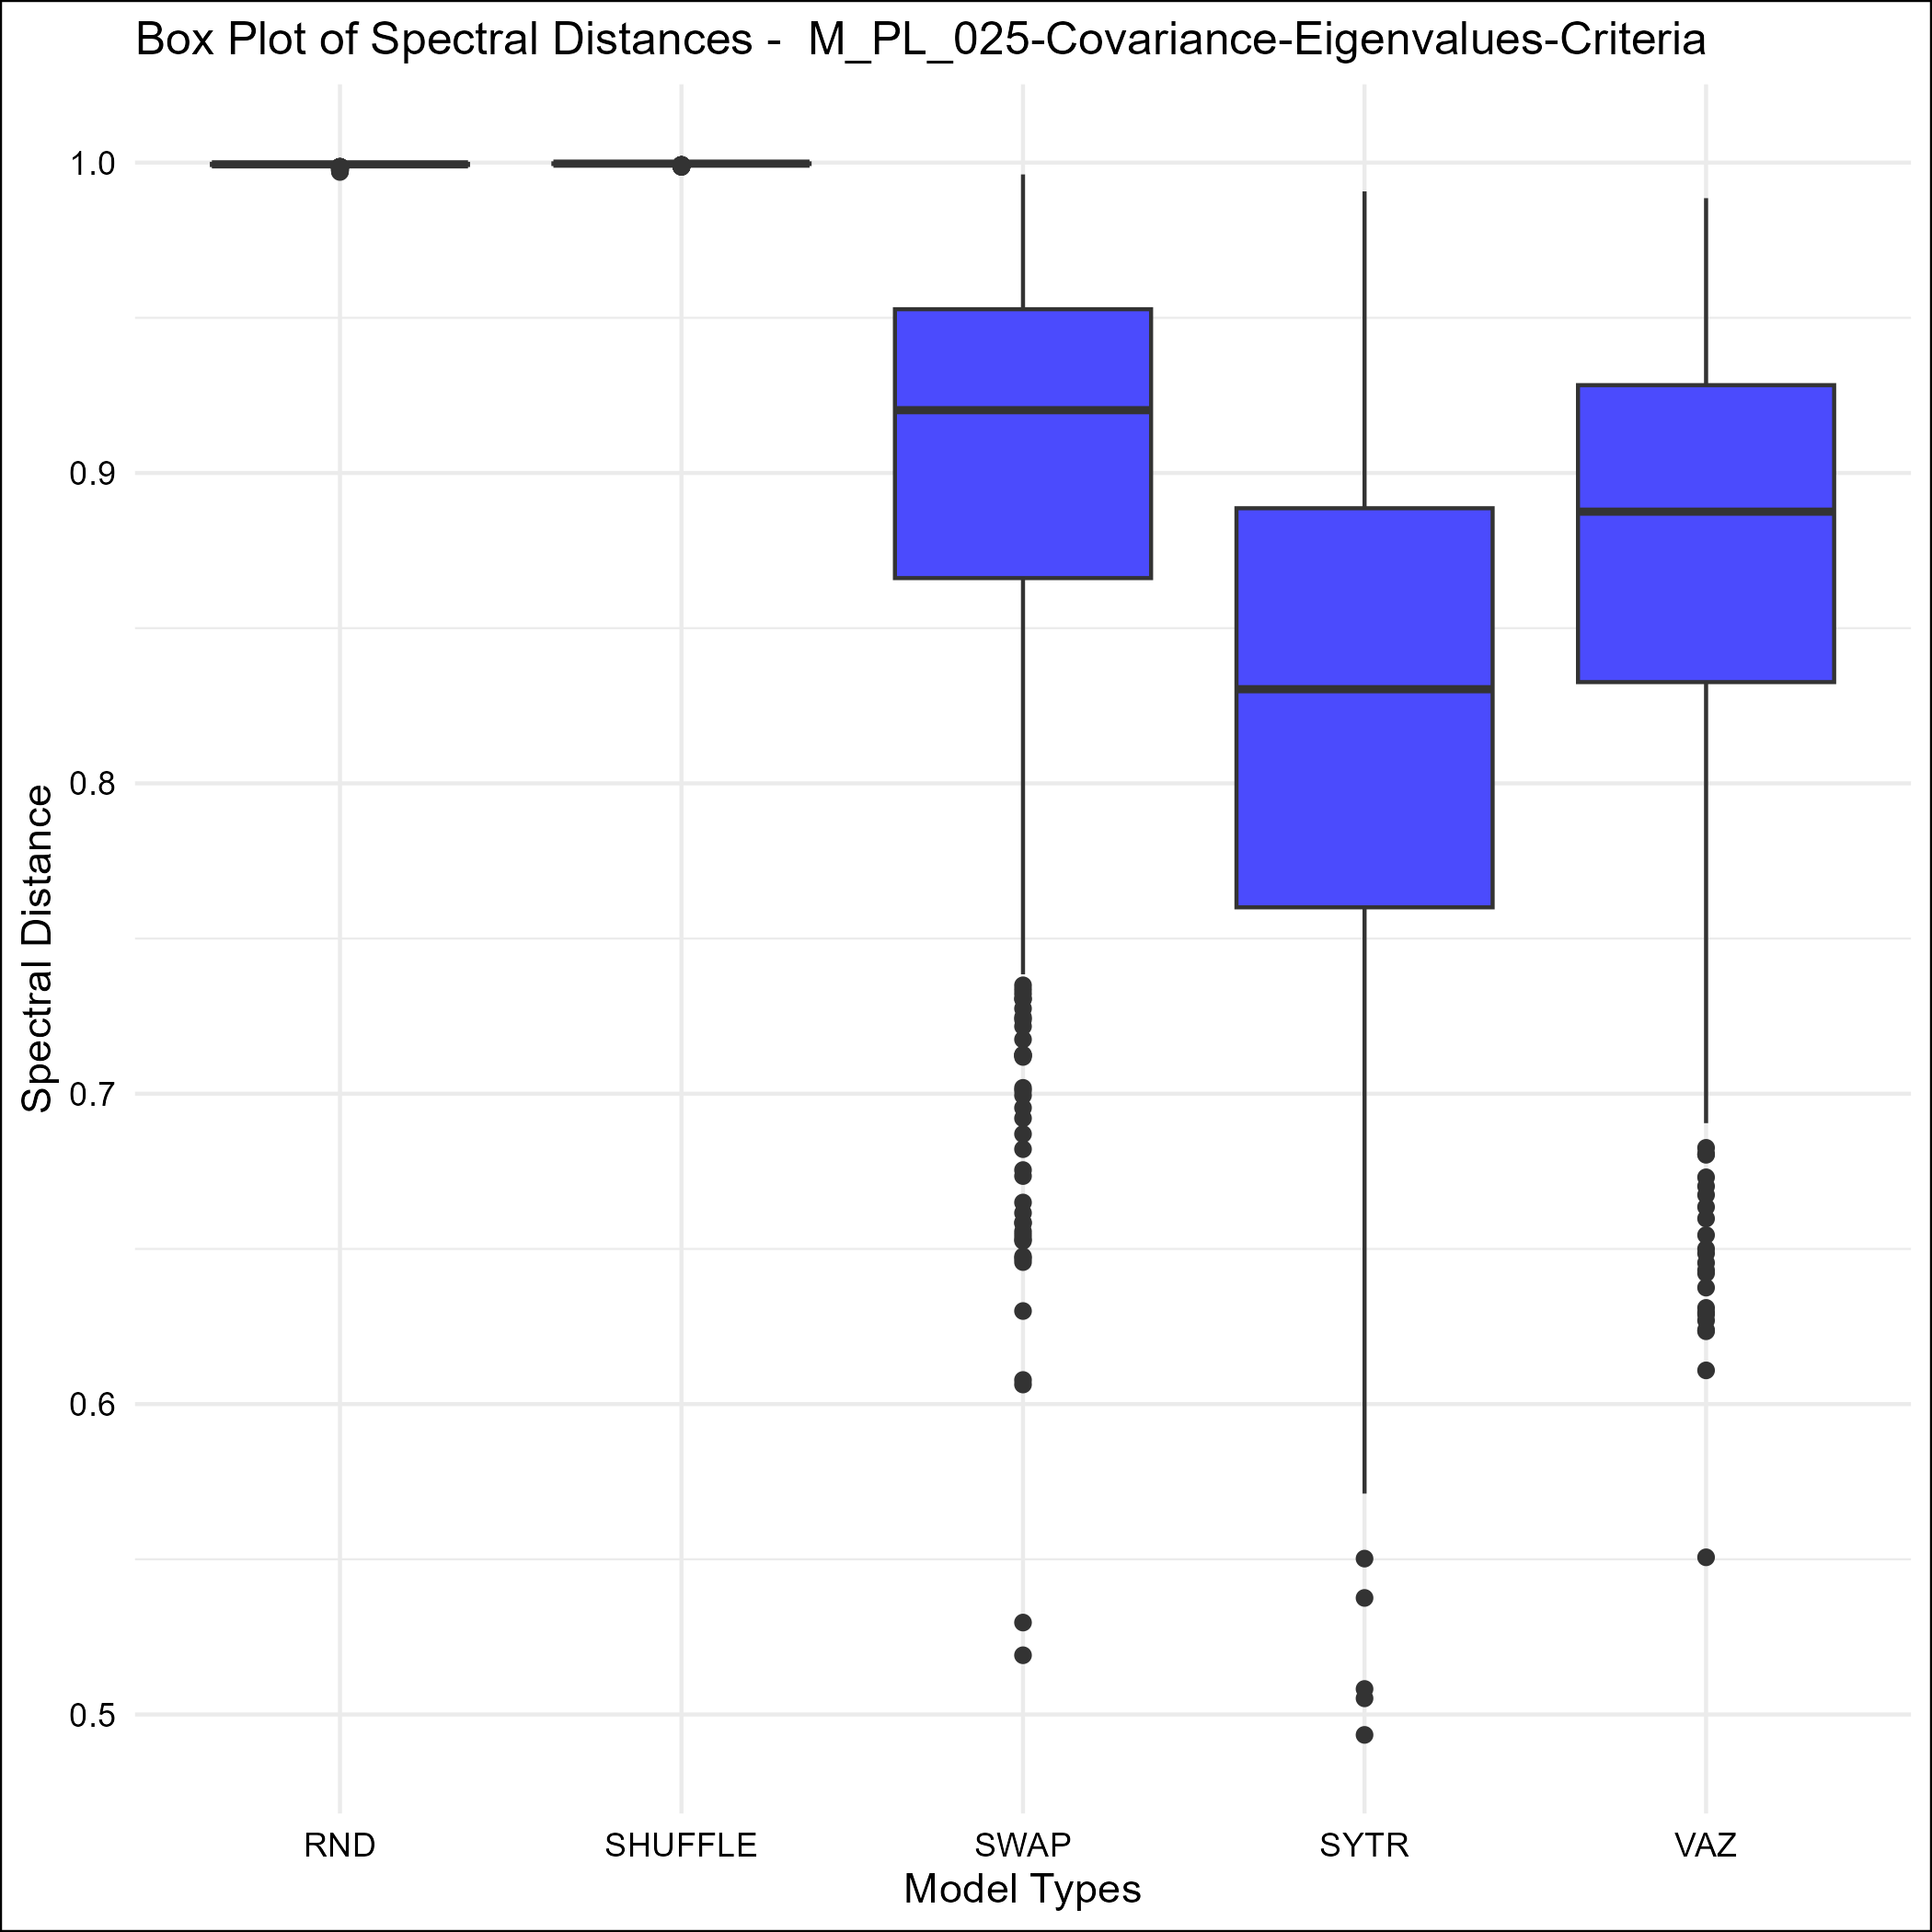 Box Plot of Spectral Distances -  M_PL_025-Covariance-Eigenvalues-Criteria
Spectral Distance
1.0
0.9
0.8
0.7
0.6
0.5
RND SHUFFLE SWAP SYTR VAZ
Model Types